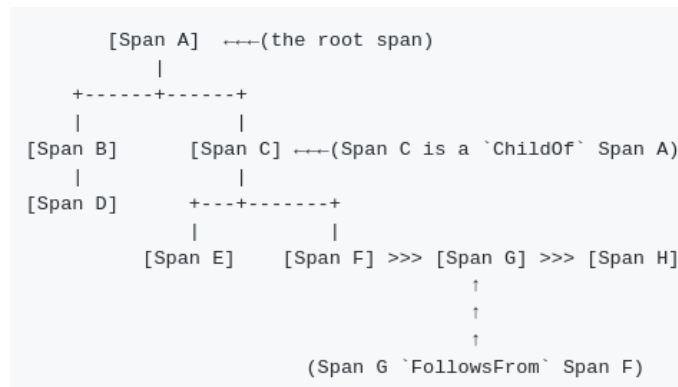 [Span A]  ←←←(the root span)
|
+------+------+
|             |
[Span B]      [Span C] ←←←(Span C is a `ChildOf` Span A)
|             |
[Span D]      +---+-------+
|           |
[Span E]    [Span F] >>> [Span G] >>> [Span H]
↑
↑
↑
(Span G `FollowsFrom` Span F)